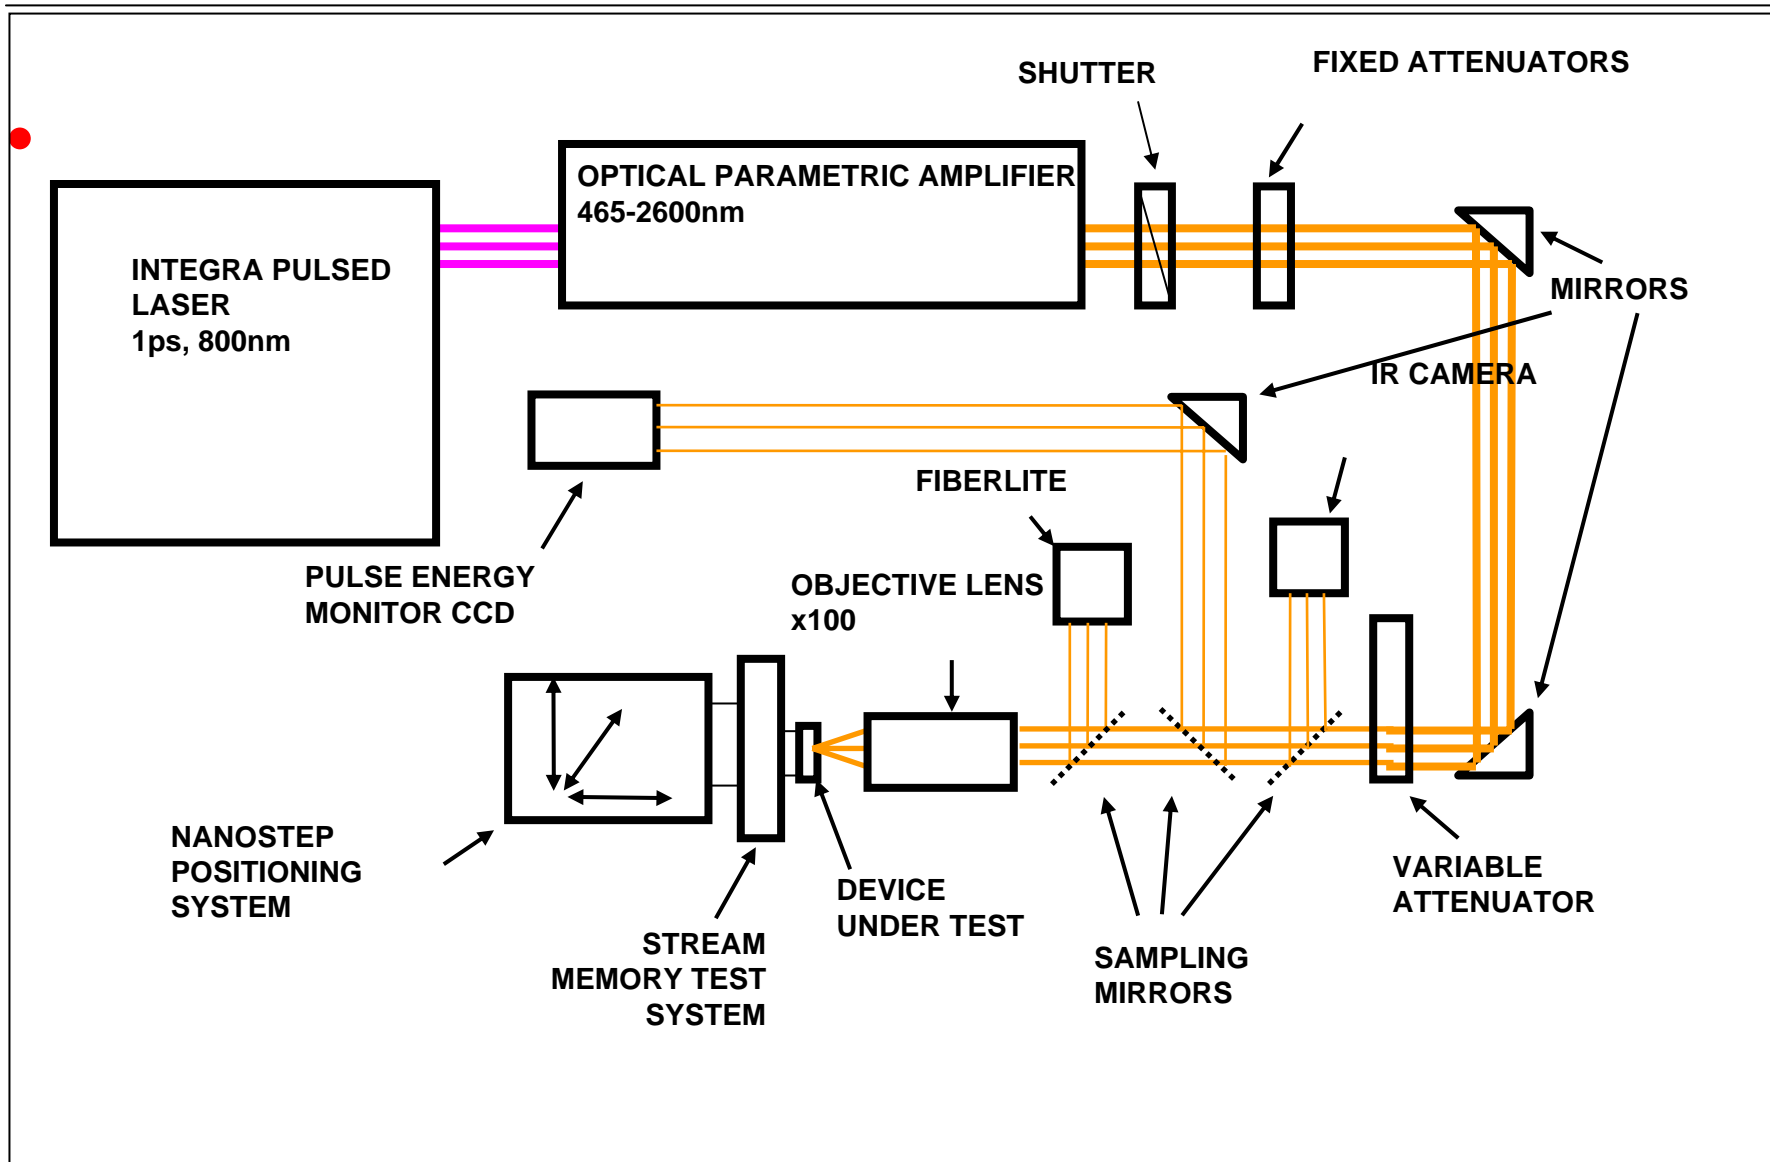 SHUTTER
FIXED ATTENUATORS
OPTICAL PARAMETRIC AMPLIFIER
465-2600nm
INTEGRA PULSED
LASER
1ps, 800nm
MIRRORS
IR CAMERA
FIBERLITE
PULSE ENERGY
MONITOR CCD
OBJECTIVE LENS
x100
NANOSTEP
POSITIONING
SYSTEM
STREAM
MEMORY TEST
SYSTEM
DEVICE
UNDER TEST
SAMPLING
MIRRORS
VARIABLE
ATTENUATOR